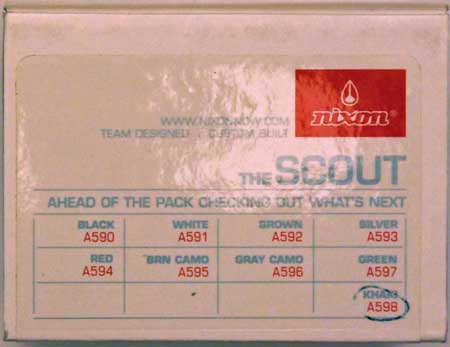 nixon®
WWW.NIXONNOW.COM
TEAM DESIGNED / CUSTOM BUILT
THE SCOUT
AHEAD OF THE PACK CHECKING OUT WHAT'S NEXT
BLACK WHITE BROWN SILVER
A590 A591 A592 A593
RED BRN CAMO GRAY CAMO GREEN
A594 A595 A596 A597
KHAKI
A598